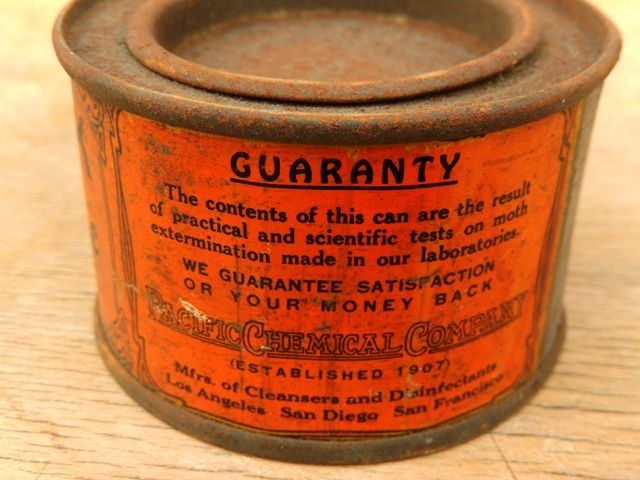 GUARANTY
The contents of this can are the result
of practical and scientific tests on moth
extermination made in our laboratories.
WE GUARANTEE SATISFACTION
OR YOUR MONEY BACK
PACIFIC CHEMICAL COMPANY
(ESTABLISHED 1907)
Mfrs. of Cleansers and Disinfectants
Los Angeles San Diego San Francisco